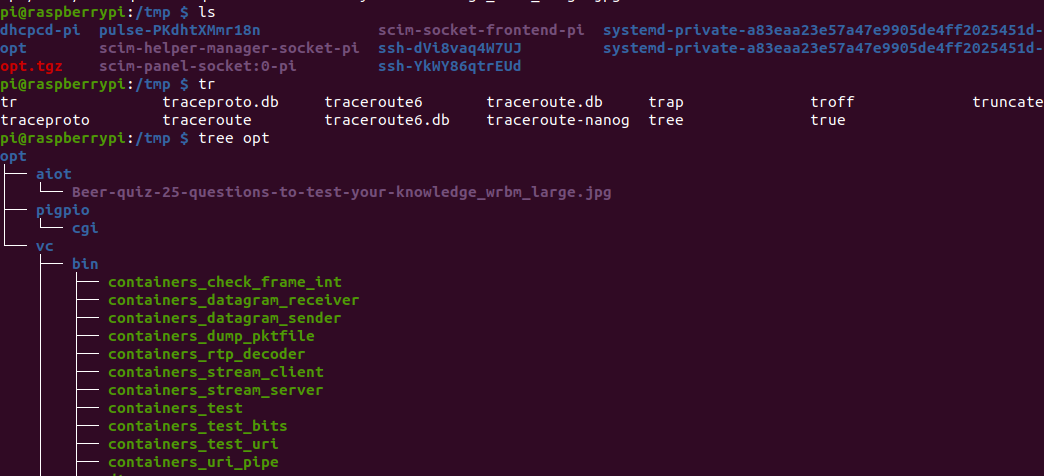 pi@raspberrypi:/tmp $ ls
dhcpcd-pi pulse-PKdhtXMmr18n scim-socket-frontend-pi systemd-private-a83eaa23e57a47e9905de4ff2025451d-
opt scim-helper-manager-socket-pi ssh-dVi8vaq4W7UJ systemd-private-a83eaa23e57a47e9905de4ff2025451d-
opt.tgz scim-panel-socket:0-pi ssh-YkWY86qtrEUd
pi@raspberrypi:/tmp $ tr
tr traceproto.db traceroute6 traceroute.db trap troff truncate
traceproto traceroute traceroute6.db traceroute-nanog tree true
pi@raspberrypi:/tmp $ tree opt
opt
├── aiot
│   └── Beer-quiz-25-questions-to-test-your-knowledge_wrbm_large.jpg
├── pigpio
│   └── cgi
└── vc
    ├── bin
    │   ├── containers_check_frame_int
    │   ├── containers_datagram_receiver
    │   ├── containers_datagram_sender
    │   ├── containers_dump_pktfile
    │   ├── containers_rtp_decoder
    │   ├── containers_stream_client
    │   ├── containers_stream_server
    │   ├── containers_test
    │   ├── containers_test_bits
    │   ├── containers_test_uri
    │   ├── containers_uri_pipe